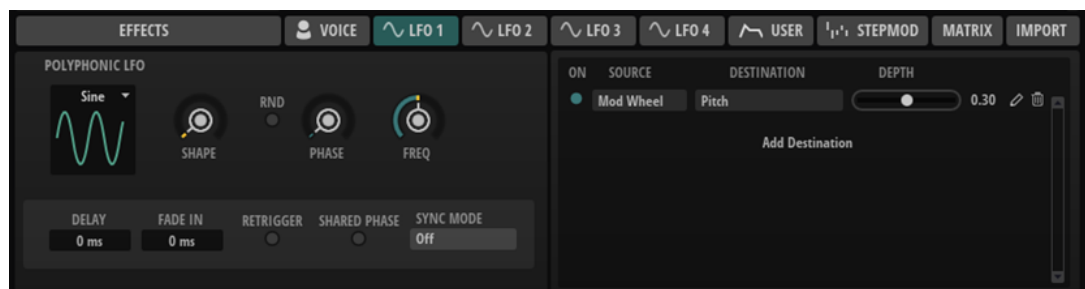 EFFECTS VOICE LFO 1 LFO 2 LFO 3 LFO 4 USER STEPMOD MATRIX IMPORT
POLYPHONIC LFO
Sine
RND
SHAPE PHASE FREQ
DELAY FADE IN RETRIGGER SHARED PHASE SYNC MODE
0 ms 0 ms Off
ON SOURCE DESTINATION DEPTH
Mod Wheel Pitch 0.30
Add Destination